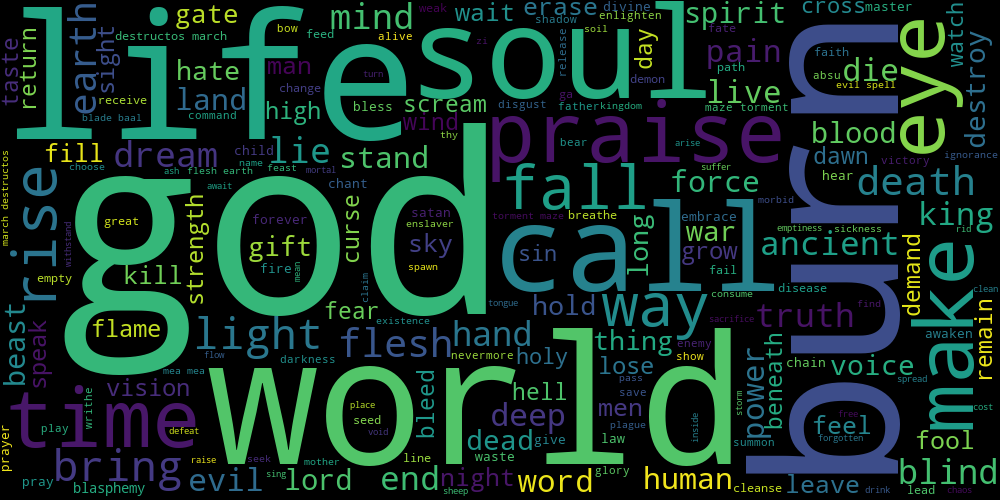 life
soul
god
world
burn
call
praise
time
eye
make
rise
fall
way
bring
light
flesh
dream
mind
earth
land
hate
gate
return
taste
sight
man
high
lie
stand
scream
wind
wait
erase
spirit
pain
live
day
cross
die
blood
dawn
death
king
destroy
watch
force
war
grow
ancient
truth
voice
power
beneath
feel
fool
blind
leave
human
word
night
end
lord
evil
vision
speak
beast
flame
kill
strength
gift
curse
sky
fear
hold
sin
long
thing
hand
holy
lose
men
hell
deep
dead
bleed
demand
remain
fill
destructos march
receive
blade baal
command
change
bless
bow
feed
alive
weak
shadow
divine
enlighten
soil
release
zi
turn
demon
ga
path
fate
master
faith
absu
evil spell
disgust
father
kingdom
maze torment
thy
bear
arise
hear
victory
ignorance
child
name
feast
mortal
ash flesh earth
await
chant
satan
enslaver
forever
great
fire
mean
spawn
claim
torment maze
breathe
suffer
embrace
morbid
emptiness
sickness
rid
fail
consume
disease
tongue
sacrifice
find
clean
awaken
choose
march destructos
withstand
empty
existence
flow
darkness
nevermore
enemy
show
chain
spread
cost
mea mea
pass
save
plague
storm
writhe
play
defeat
place
seed
void
line
give
law
inside
summon
free
forgotten
prayer
pray
blasphemy
raise
seek
sing
mother
sheep
waste
glory
cleanse
drink
lead
chaos